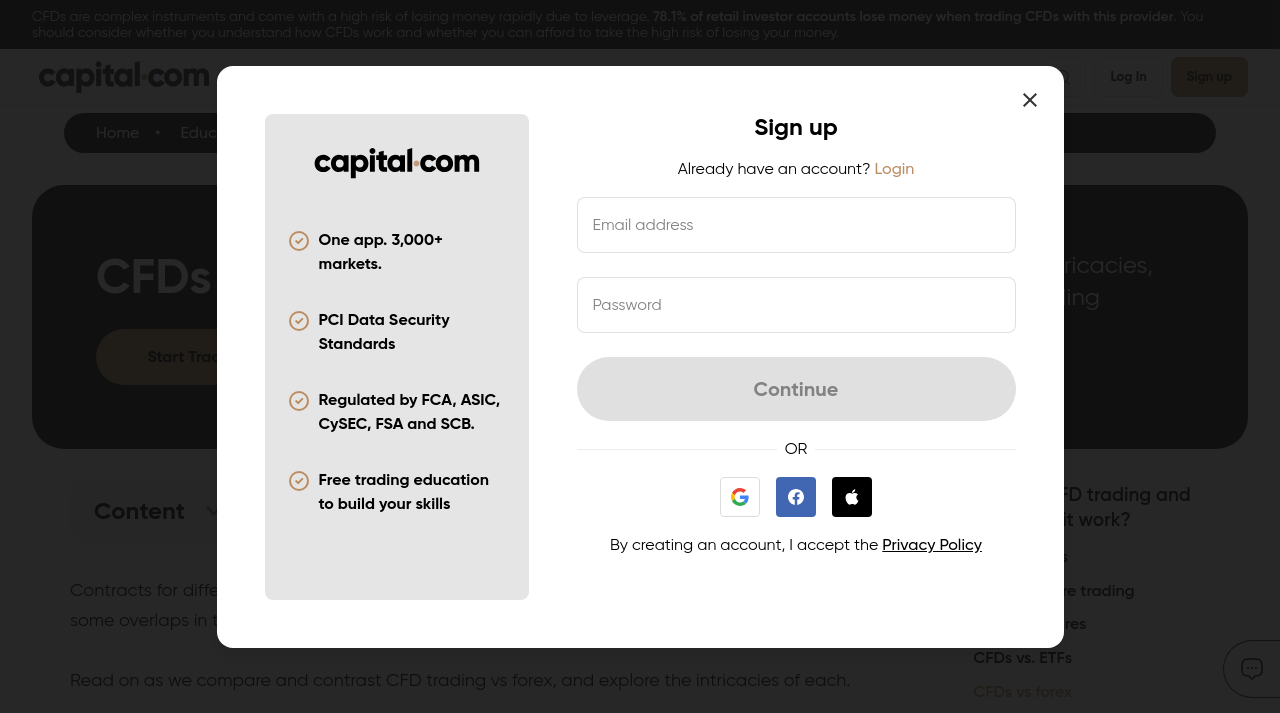 CFDs are complex instruments and come with a high risk of losing money rapidly due to leverage. 78.1% of retail investor accounts lose money when trading CFDs with this provider. You
should consider whether you understand how CFDs work and whether you can afford to take the high risk of losing your money.
capital.com
Log In
Sign up
Home
Educ
CFDs
ricacies,
ing
Start Trad
Content
Contracts for diffe
some overlaps in t
Read on as we compare and contrast CFD trading vs forex, and explore the intricacies of each.
FD trading and
it work?
s
re trading
res
CFDs vs. ETFs
CFDs vs forex
capital.com
One app. 3,000+
markets.
PCI Data Security
Standards
Regulated by FCA, ASIC,
CySEC, FSA and SCB.
Free trading education
to build your skills
Sign up
Already have an account? Login
Email address
Password
Continue
OR
By creating an account, I accept the Privacy Policy